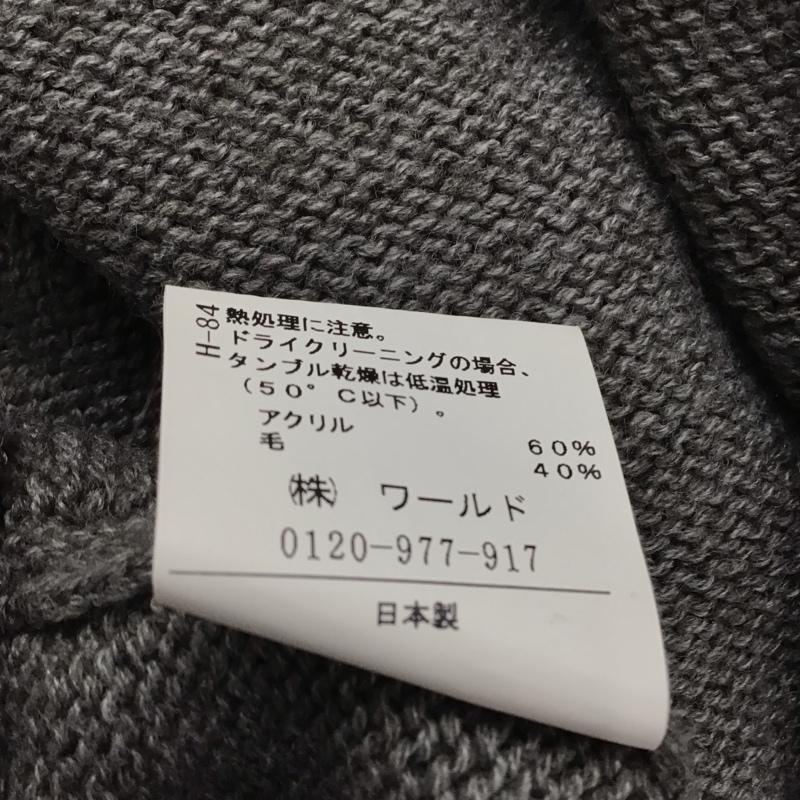 H-84
熱処理に注意。
ドライクリーニングの場合、
タンブル乾燥は低温処理
(50°C以下)。
アクリル 60%
毛 40%
㈱ ワールド
0120-977-917
日本製